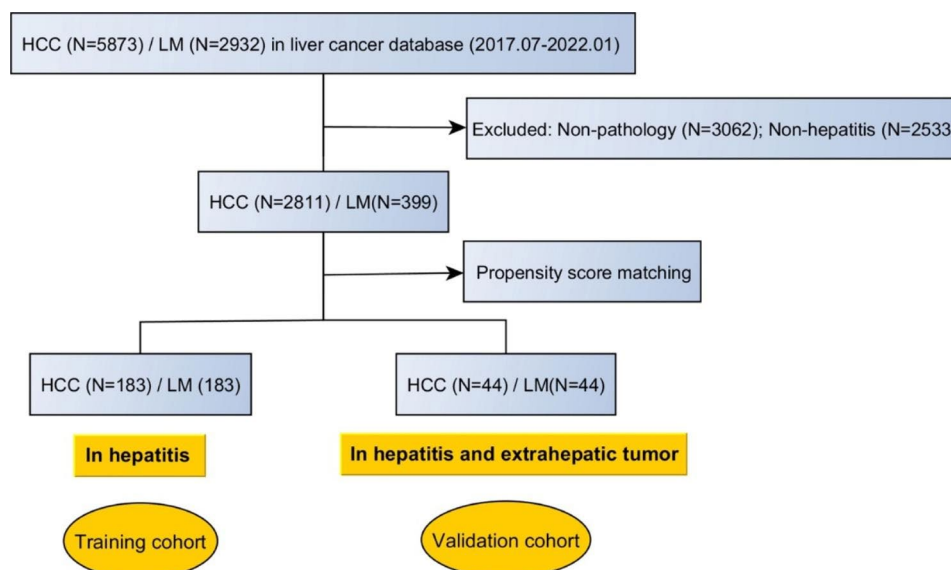 HCC (N=5873) / LM (N=2932) in liver cancer database (2017.07-2022.01)
Excluded: Non-pathology (N=3062); Non-hepatitis (N=2533
HCC (N=2811) / LM(N=399)
Propensity score matching
HCC (N=183) / LM (183)
HCC (N=44) / LM(N=44)
In hepatitis
In hepatitis and extrahepatic tumor
Training cohort
Validation cohort